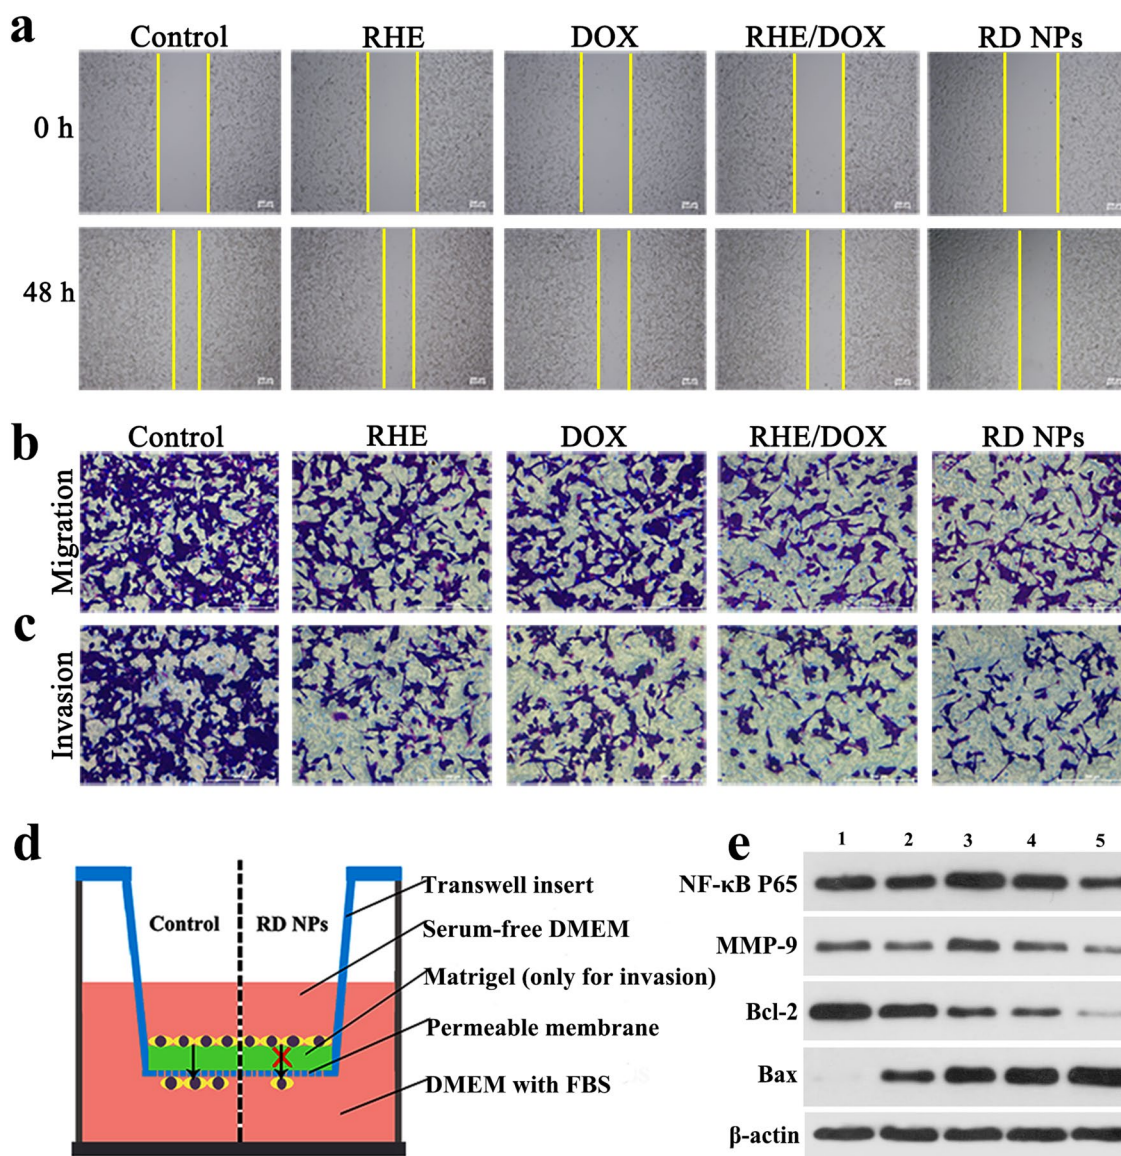 a
Control RHE DOX RHE/DOX RD NPs
0 h
48 h
b
Control RHE DOX RHE/DOX RD NPs
Migration
c
Invasion
d
Control
RD NPs
Transwell insert
Serum-free DMEM
Matrigel (only for invasion)
Permeable membrane
DMEM with FBS
e
1 2 3 4 5
NF-κB P65
MMP-9
Bcl-2
Bax
β-actin